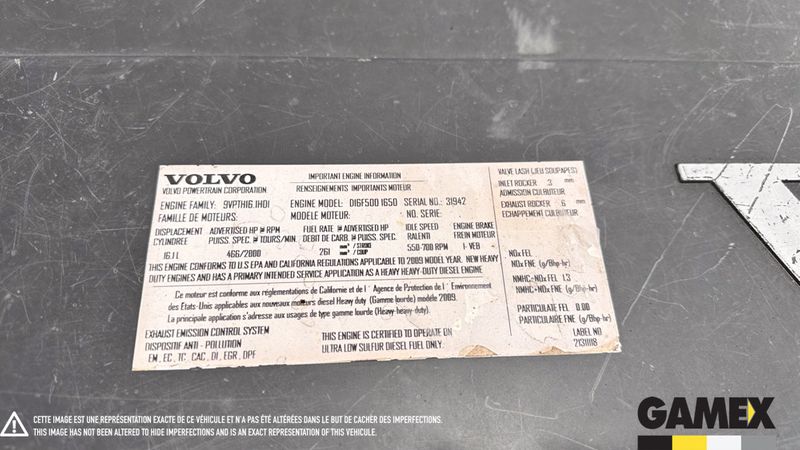 VOLVO
VOLVO POWERTRAIN CORPORATION
IMPORTANT ENGINE INFORMATION
RENSEIGNEMENTS IMPORTANTS MOTEUR
ENGINE FAMILY: 9VPTH16.1H01 ENGINE MODEL: D16F500 1650 SERIAL NO.: 31942
FAMILLE DE MOTEURS: MODELE MOTEUR: NO. SERIE:
DISPLACEMENT ADVERTISED HP @ RPM FUEL RATE @ ADVERTISED HP IDLE SPEED ENGINE BRAKE
CYLINDREE PUISS. SPEC. @ TOURS/MIN. DEBIT DE CARB. @ PUISS. SPEC. RALENTI FREIN MOTEUR
16.1 L 466/2000 261 mm³/STROKE mm³/COUP 550-700 RPM 1- VEB
THIS ENGINE CONFORMS TO U.S EPA AND CALIFORNIA REGULATIONS APPLICABLE TO 2009 MODEL YEAR. NEW HEAVY
DUTY ENGINES AND HAS A PRIMARY INTENDED SERVICE APPLICATION AS A HEAVY HEAVY-DUTY DIESEL ENGINE
Ce moteur est conforme aux réglementations de Californie et de l' Agence de Protection de l' Environnement
des Etats-Unis applicables aux nouveaux moteurs diesel Heavy duty (Gamme lourde) modèle 2009.
La principale application s'adresse aux usages de type gamme lourde (Heavy-heavy-duty).
EXHAUST EMISSION CONTROL SYSTEM
DISPOSITIF ANTI - POLLUTION
EM , EC , TC, CAC , DI , EGR , DPF
THIS ENGINE IS CERTIFIED TO OPERATE ON
ULTRA LOW SULFUR DIESEL FUEL ONLY.
VALVE LASH (JEU SOUPAPES)
INLET ROCKER .3 mm
ADMISSION CULBUTEUR
EXHAUST ROCKER . 6 mm
ECHAPPEMENT CULBUTEUR
NOx FEL
NOx FNE (g/Bhp-hr)
NMHC+NOx FEL 1.3
NMHC+NOx FNE (g/Bhp-hr)
PARTICULATE FEL 0.00
PARTICULAIRE FNE (g/Bhp-hr)
LABEL NO
21311118
CETTE IMAGE EST UNE REPRÉSENTATION EXACTE DE CE VÉHICULE ET N'A PAS ÉTÉ ALTÉRÉES DANS LE BUT DE CACHER DES IMPERFECTIONS.
THIS IMAGE HAS NOT BEEN ALTERED TO HIDE IMPERFECTIONS AND IS AN EXACT REPRESENTATION OF THIS VEHICLE.
GAMEX